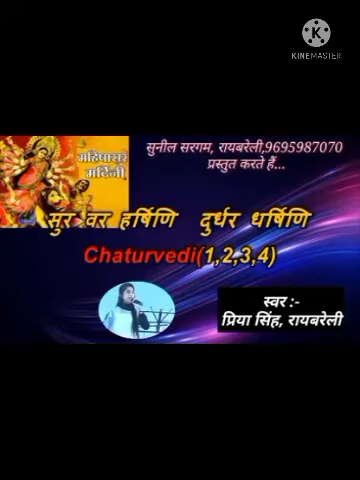 KINEMASTER
सुनील सरगम, रायबरेली,9695987070
प्रस्तुत करते हैं...
महिषासुर
मर्दिनी
सुर वर हर्षिणि दुर्धर धर्षिणि
Chaturvedi(1,2,3,4)
स्वर :-
प्रिया सिंह, रायबरेली